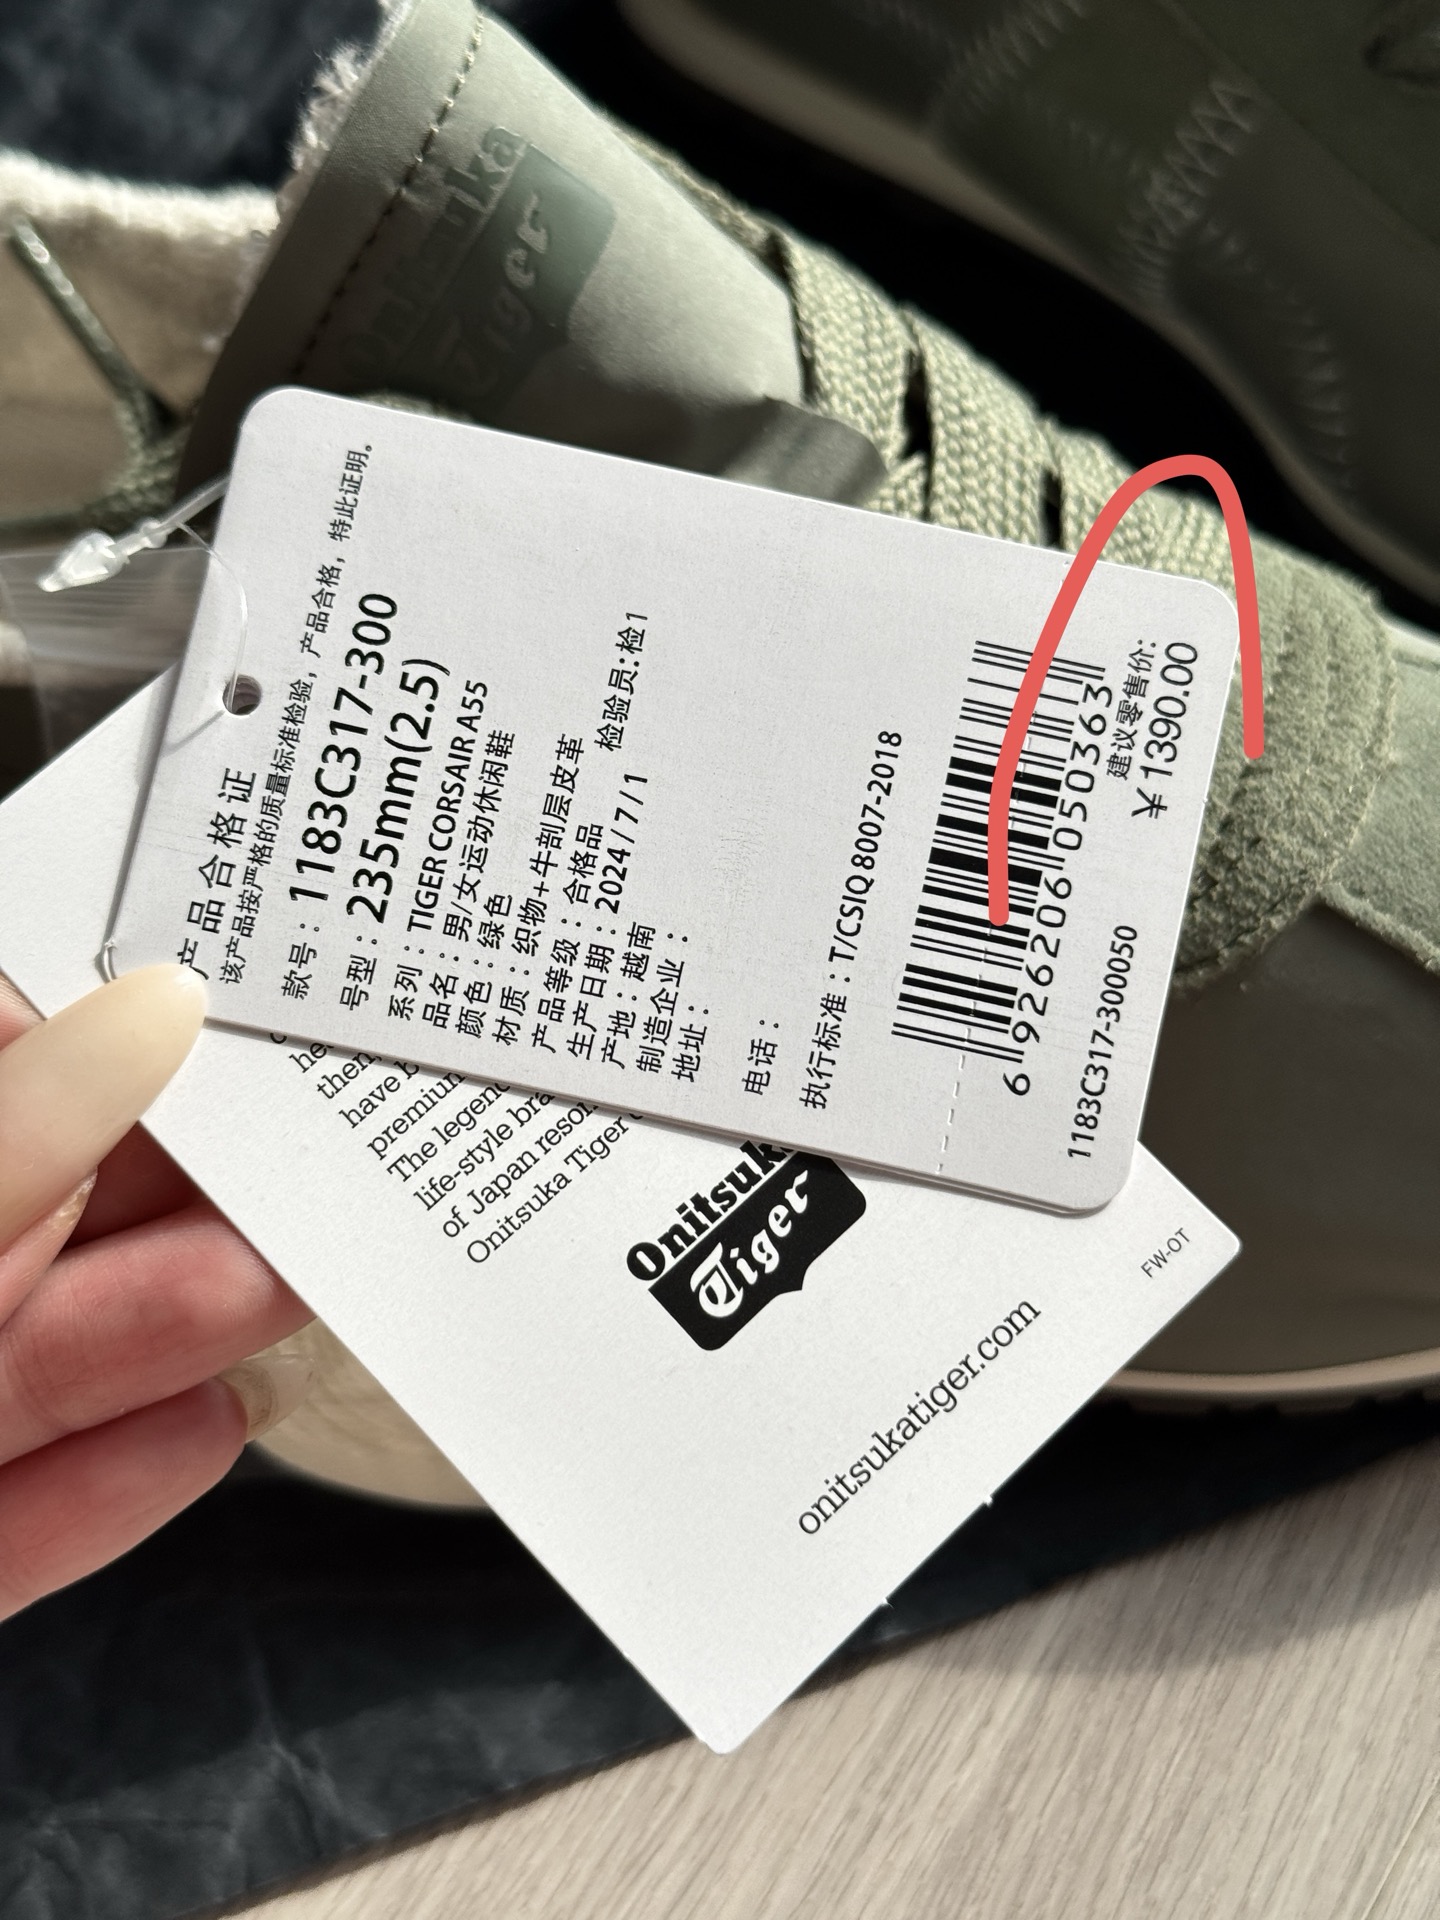 Onitsuka
Tiger
产品合格证
该产品按严格的质量标准检验，产品合格，特此证明。
款号：1183C317-300
号型：235mm(2.5)
系列：TIGER CORSAIR A55
品名：男/女运动休闲鞋
颜色：绿色
材质：织物+牛剖层皮革
产品等级：合格品 检验员:检1
生产日期：2024/7/1
产地：越南
制造企业：
地址：
电话：
执行标准：T/CSIQ 8007-2018
6 926206 050363
建议零售价:
￥1390.00
1183C317-300050
then,
have
premium
The legend
life-style
of Japan
Onitsuka Tiger
Onitsuka
Tiger
onitsukatiger.com
FW-OT